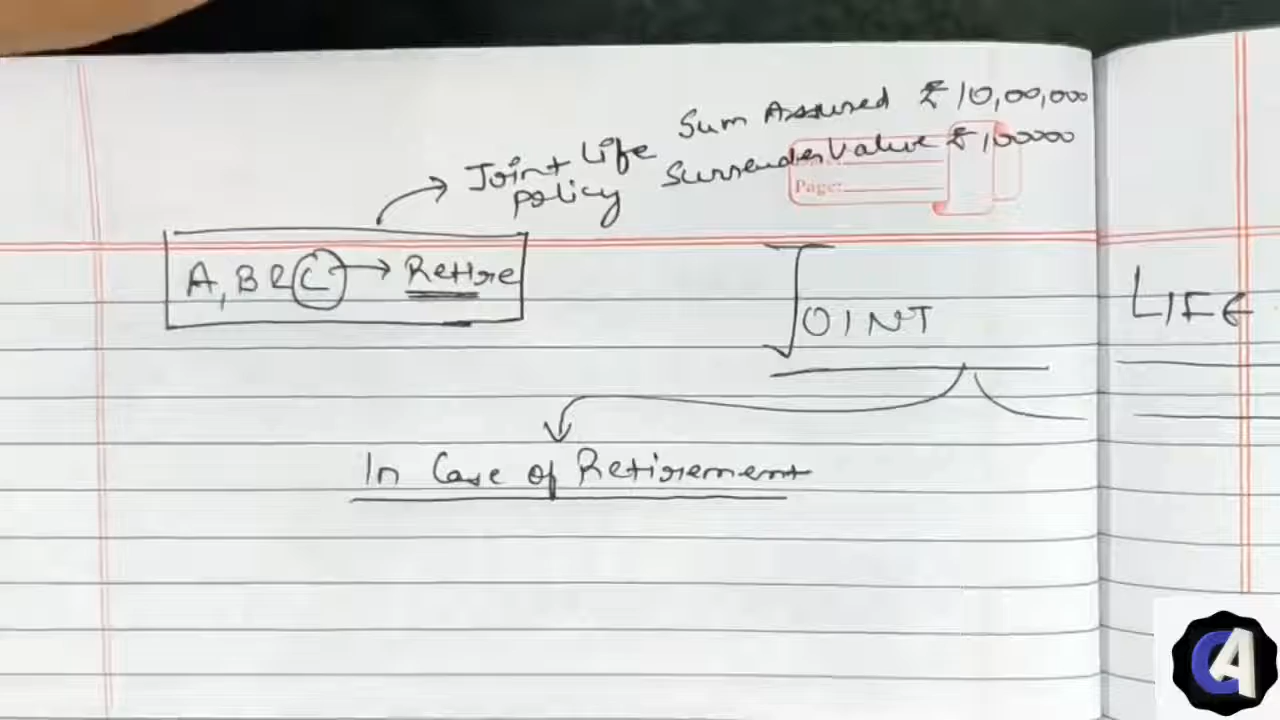 Sum Assured ₹ 10,00,000
Joint Life Surrender Value ₹ 100000
policy
Page:
A, B & C → Retire
JOINT LIFE
In Case of Retirement
CA